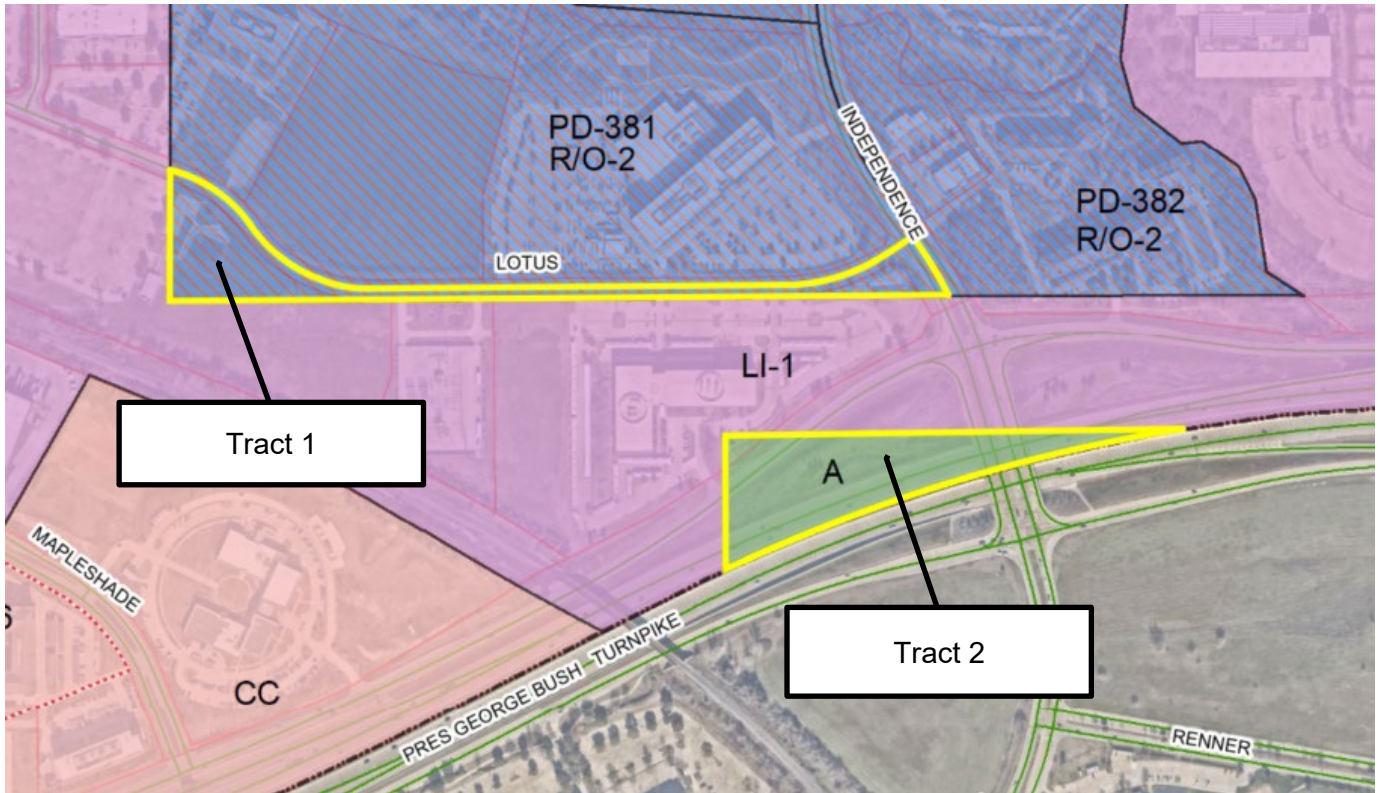 PD-381
R/O-2
INDEPENDENCE
PD-382
R/O-2
LOTUS
LI-1
Tract 1
A
MAPLESHADE
Tract 2
CC
PRES GEORGE BUSH TURNPIKE
RENNER